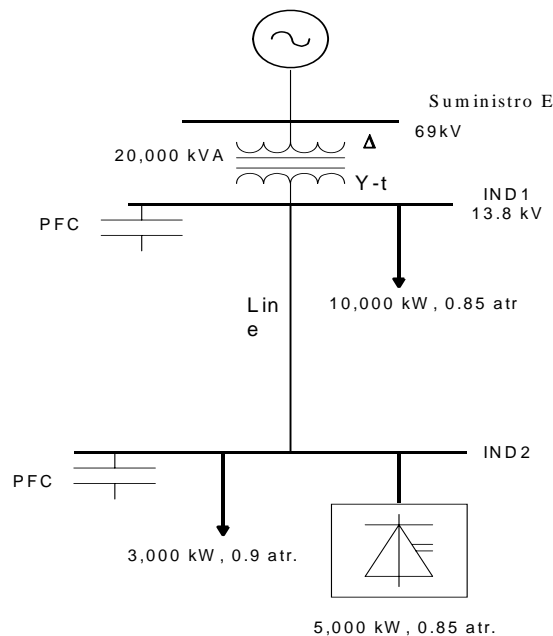 Suministro E
69kV
Δ
20,000 kVA
Y-t
IND1
13.8 kV
PFC
Lin
e
10,000 kW, 0.85 atr
IND2
PFC
3,000 kW, 0.9 atr.
5,000 kW, 0.85 atr.